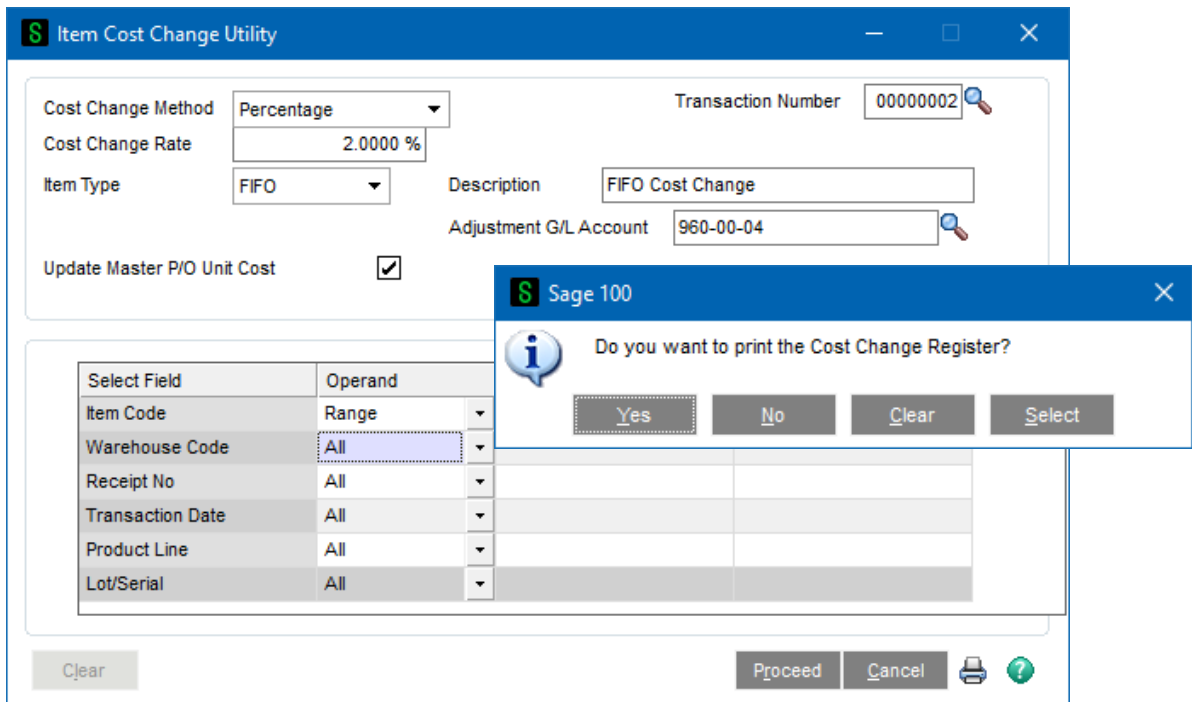 S Item Cost Change Utility
Cost Change Method Percentage Transaction Number 00000002
Cost Change Rate 2.0000 %
Item Type FIFO Description FIFO Cost Change
Adjustment G/L Account 960-00-04
Update Master P/O Unit Cost
S Sage 100
Do you want to print the Cost Change Register?
Yes No Clear Select
Select Field Operand
Item Code Range
Warehouse Code All
Receipt No All
Transaction Date All
Product Line All
Lot/Serial All
Clear Proceed Cancel